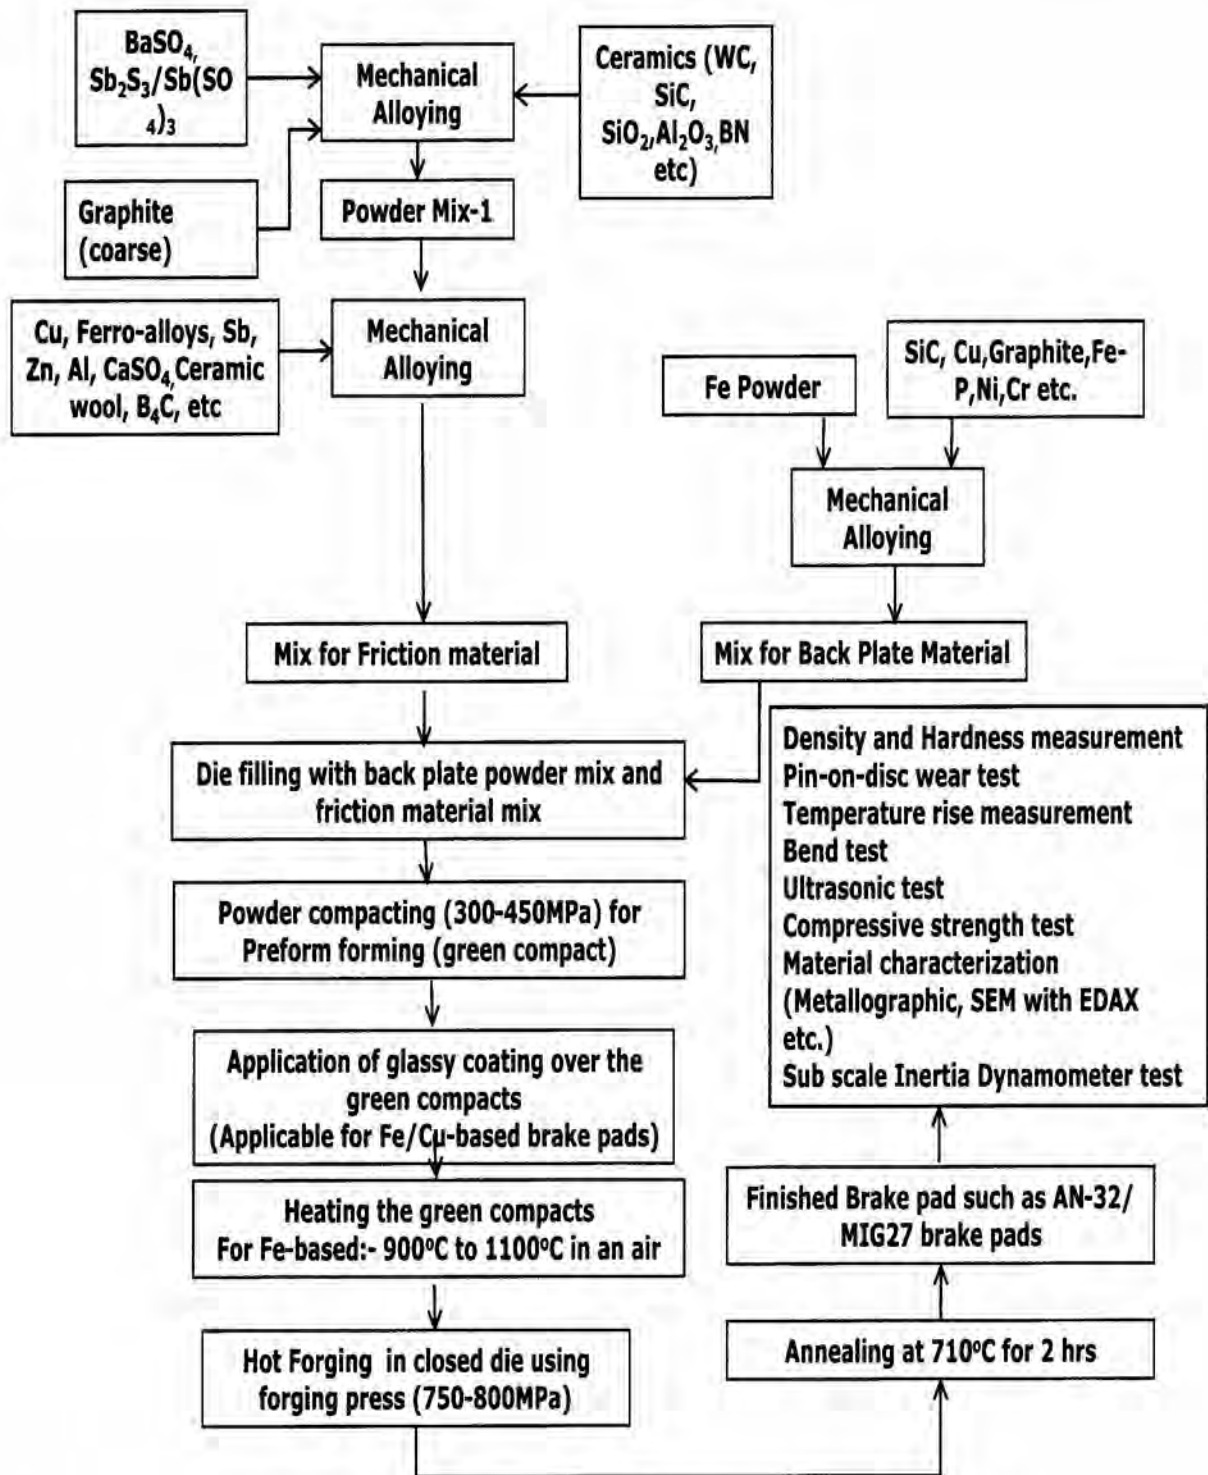 BaSO₄,
Sb₂S₃/Sb(SO
₄)₃
Mechanical
Alloying
Ceramics (WC,
SiC,
SiO₂,Al₂O₃,BN
etc)
Graphite
(coarse)
Powder Mix-1
Cu, Ferro-alloys, Sb,
Zn, Al, CaSO₄,Ceramic
wool, B₄C, etc
Mechanical
Alloying
Fe Powder
SiC, Cu,Graphite,Fe-
P,Ni,Cr etc.
Mechanical
Alloying
Mix for Friction material
Mix for Back Plate Material
Die filling with back plate powder mix and
friction material mix
Powder compacting (300-450MPa) for
Preform forming (green compact)
Application of glassy coating over the
green compacts
(Applicable for Fe/Cu-based brake pads)
Heating the green compacts
For Fe-based:- 900ºC to 1100ºC in an air
Hot Forging in closed die using
forging press (750-800MPa)
Annealing at 710ºC for 2 hrs
Finished Brake pad such as AN-32/
MIG27 brake pads
Density and Hardness measurement
Pin-on-disc wear test
Temperature rise measurement
Bend test
Ultrasonic test
Compressive strength test
Material characterization
(Metallographic, SEM with EDAX
etc.)
Sub scale Inertia Dynamometer test